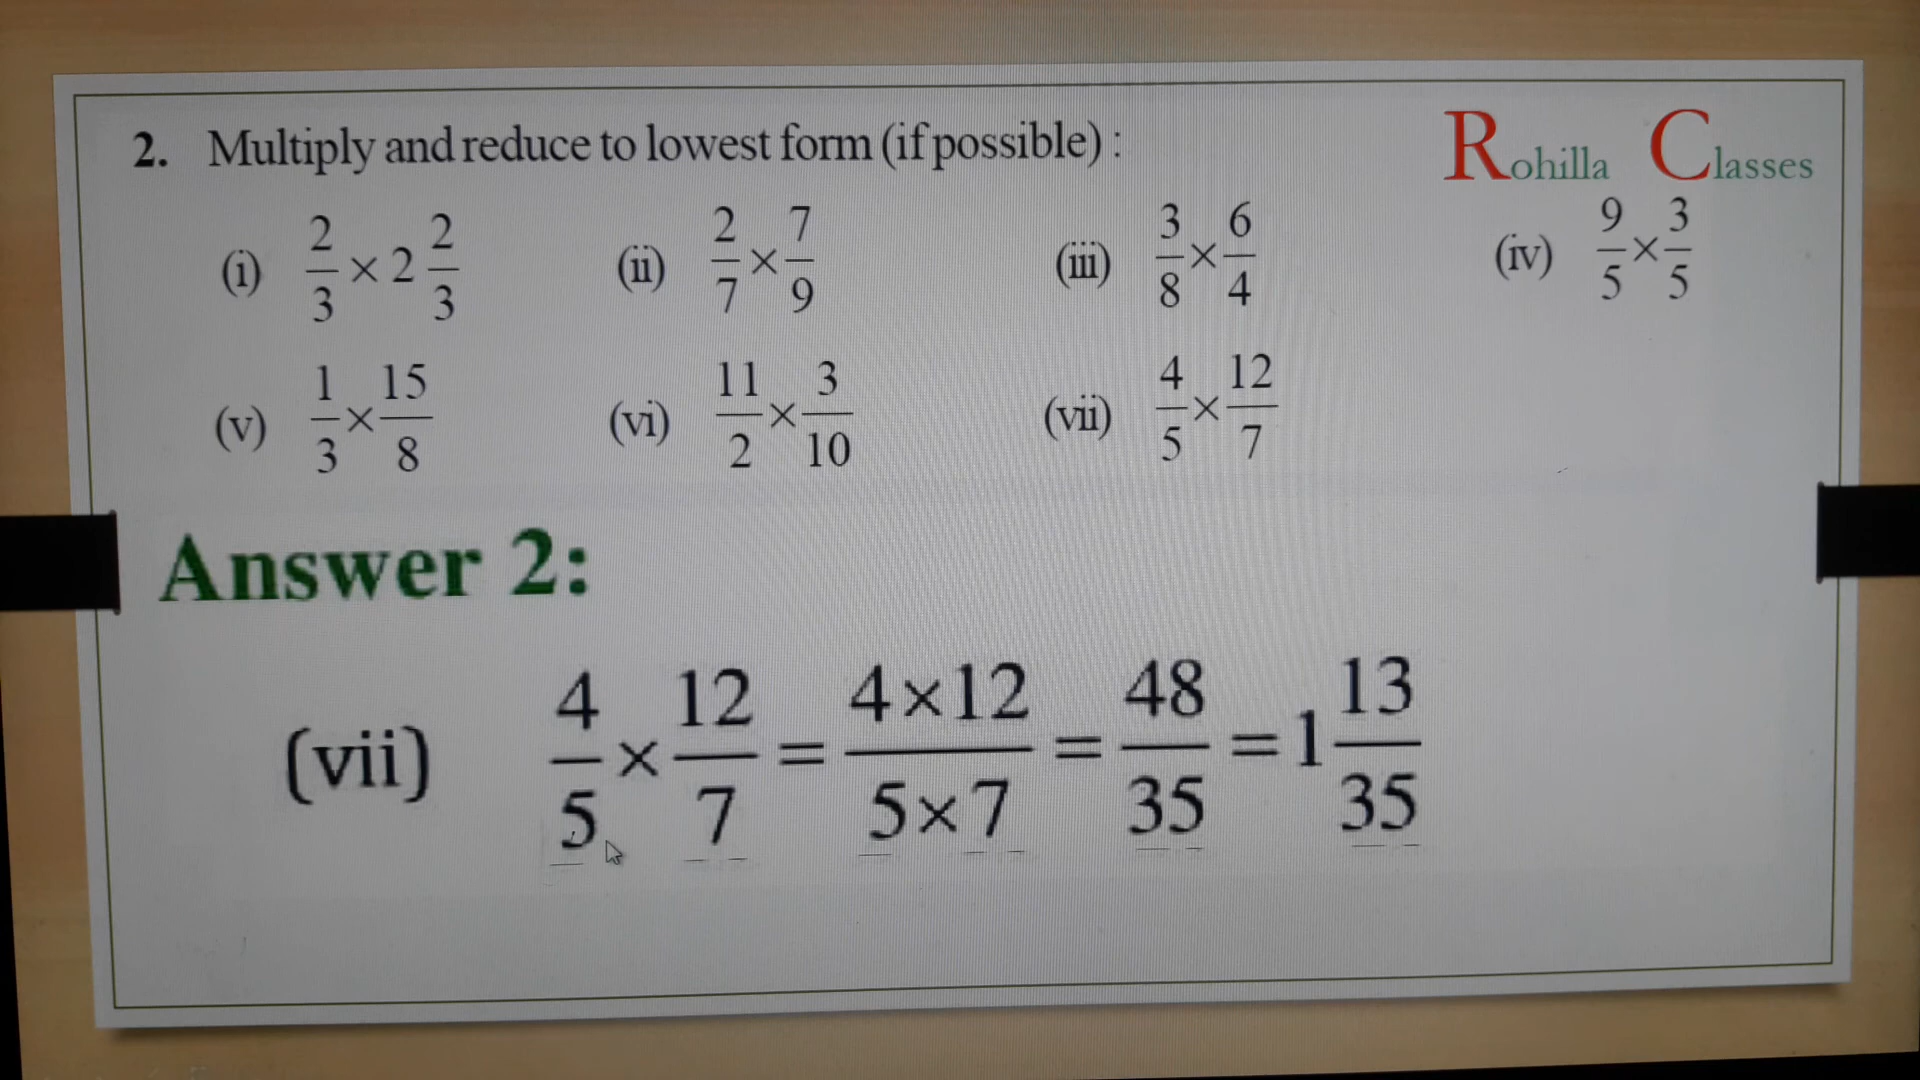 2. Multiply and reduce to lowest form (if possible) :
Rohilla Classes
(i) 2/3 × 2 2/3 (ii) 2/7 × 7/9 (iii) 3/8 × 6/4 (iv) 9/5 × 3/5
(v) 1/3 × 15/8 (vi) 11/2 × 3/10 (vii) 4/5 × 12/7
Answer 2:
(vii) 4/5 × 12/7 = 4×12/5×7 = 48/35 = 1 13/35